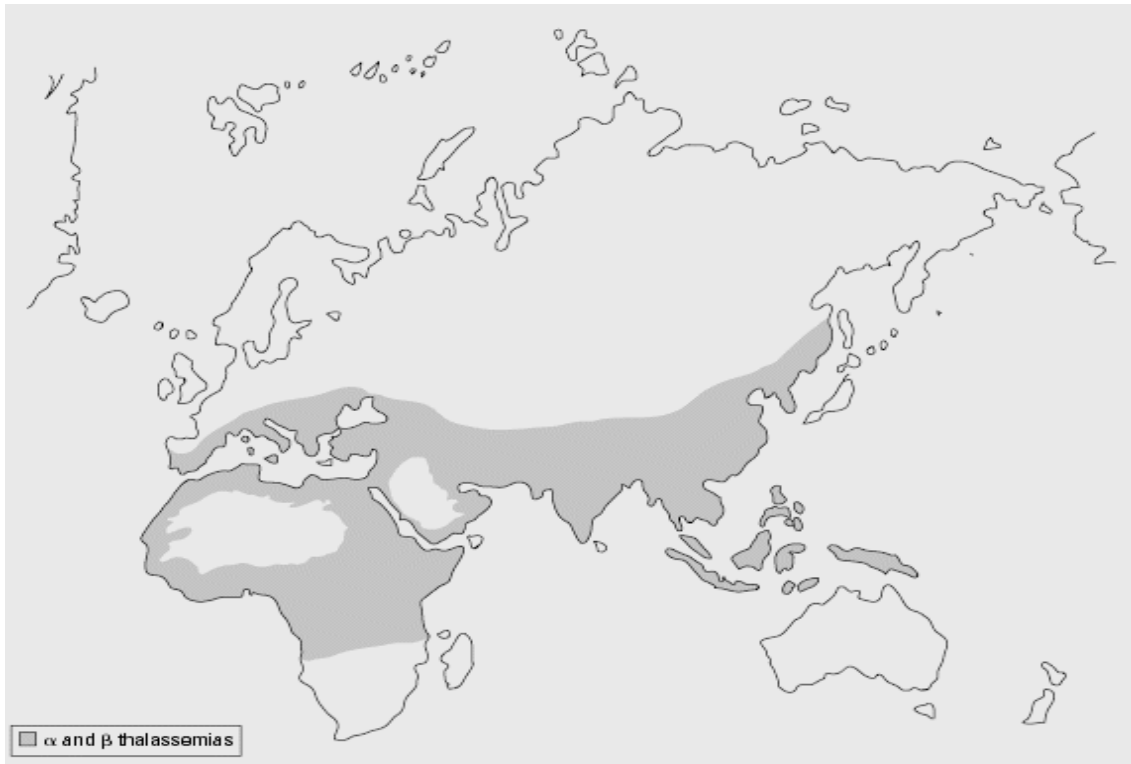 α and β thalassemias